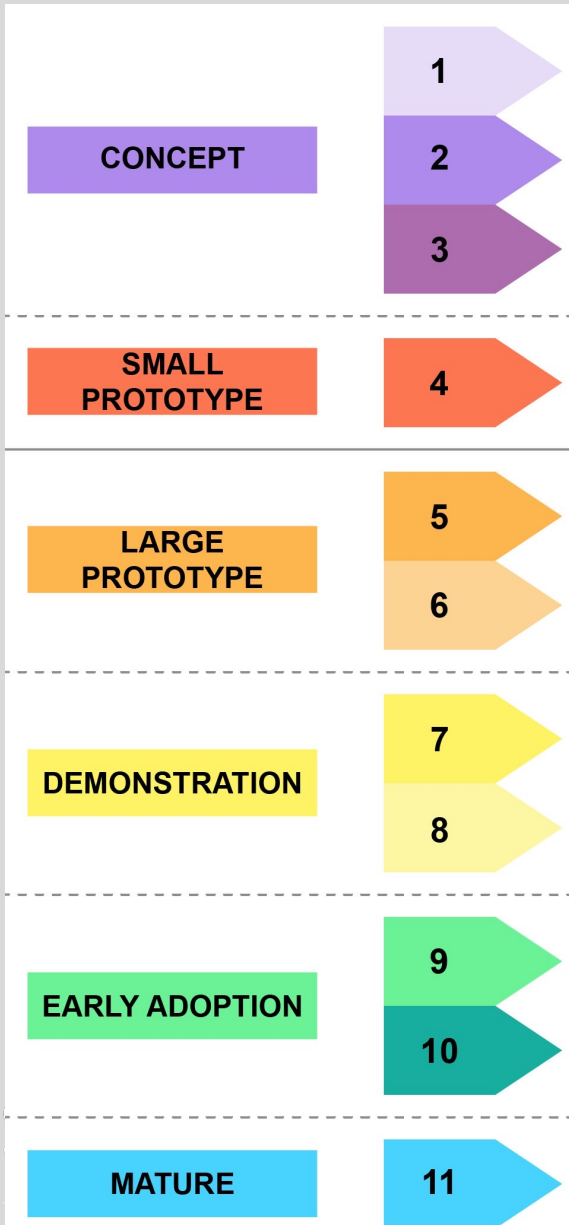 1
CONCEPT
2
3
SMALL
PROTOTYPE
4
5
LARGE
PROTOTYPE
6
7
DEMONSTRATION
8
9
EARLY ADOPTION
10
MATURE
11